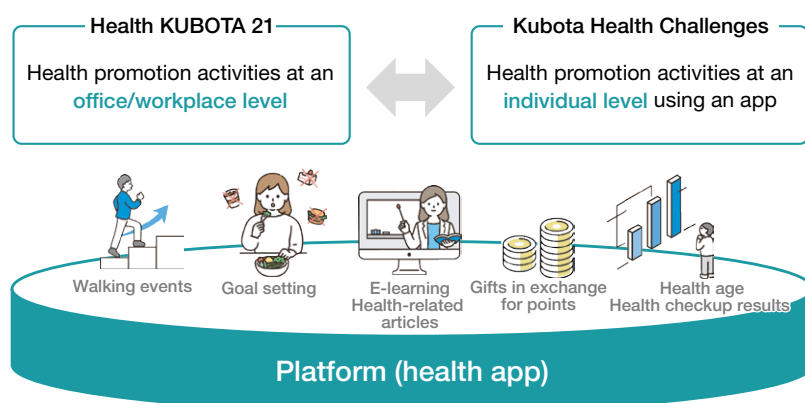 Health KUBOTA 21
Health promotion activities at an
office/workplace level
Kubota Health Challenges
Health promotion activities at an
individual level using an app
Walking events
Goal setting
E-learning
Health-related
articles
Gifts in exchange
for points
Health age
Health checkup results
Platform (health app)